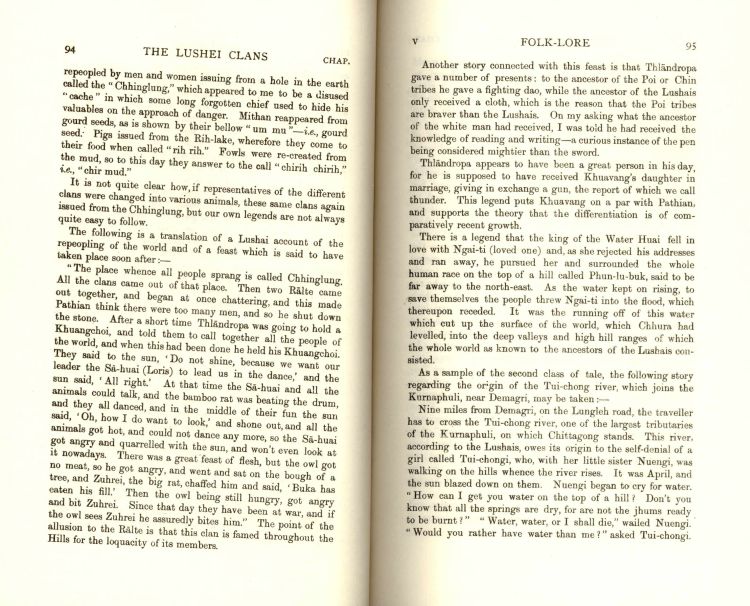 94
THE LUSHEI CLANS
CHAP.
repeopled by men and women issuing from a hole in the earth
called the "Chhinglung," which appeared to me to be a disused
"cache" in which some long forgotten chief used to hide his
valuables on the approach of danger. Mithan reappeared from
gourd seeds, as is shown by their bellow "um mu"—i.e., gourd
seed. Pigs issued from the Rih-lake, wherefore they come to
their food when called "rih rih." Fowls were re-created from
the mud, so to this day they answer to the call "chirih chirih,"
i.e., "chir mud."
It is not quite clear how, if representatives of the different
clans were changed into various animals, these same clans again
issued from the Chhinglung, but our own legends are not always
quite easy to follow.
The following is a translation of a Lushai account of the
repeopling of the world and of a feast which is said to have
taken place soon after:—
"The place whence all people sprang is called Chhinglung.
All the clans came out of that place. Then two Rālte came
out together, and began at once chattering, and this made
Pathian think there were too many men, and so he shut down
the stone. After a short time Thlāndropa was going to hold a
Khuangchoi, and told them to call together all the people of
the world, and when this had been done he held his Khuangchoi.
They said to the sun, 'Do not shine, because we want our
leader the Sā-huai (Loris) to lead us in the dance,' and the
sun said, 'All right.' At that time the Sā-huai and all the
animals could talk, and the bamboo rat was beating the drum,
and they all danced, and in the middle of their fun the sun
said, 'Oh, how I do want to look,' and shone out, and all the
animals got hot, and could not dance any more, so the Sā-huai
got angry and quarrelled with the sun, and won't even look at
it nowadays. There was a great feast of flesh, but the owl got
no meat, so he got angry, and went and sat on the bough of a
tree, and Zuhrei, the big rat, chaffed him and said, 'Buka has
eaten his fill.' Then the owl being still hungry, got angry
and bit Zuhrei. Since that day they have been at war, and if
the owl sees Zuhrei he assuredly bites him." The point of the
allusion to the Rālte is that this clan is famed throughout the
Hills for the loquacity of its members.
V
FOLK-LORE
95
Another story connected with this feast is that Thlāndropa
gave a number of presents: to the ancestor of the Poi or Chin
tribes he gave a fighting dao, while the ancestor of the Lushais
only received a cloth, which is the reason that the Poi tribes
are braver than the Lushais. On my asking what the ancestor
of the white man had received, I was told he had received the
knowledge of reading and writing—a curious instance of the pen
being considered mightier than the sword.
Thlāndropa appears to have been a great person in his day,
for he is supposed to have received Khuavang's daughter in
marriage, giving in exchange a gun, the report of which we call
thunder. This legend puts Khuavang on a par with Pathian,
and supports the theory that the differentiation is of com-
paratively recent growth.
There is a legend that the king of the Water Huai fell in
love with Ngai-ti (loved one) and, as she rejected his addresses
and ran away, he pursued her and surrounded the whole
human race on the top of a hill called Phun-lu-buk, said to be
far away to the north-east. As the water kept on rising, to
save themselves the people threw Ngai-ti into the flood, which
thereupon receded. It was the running off of this water
which cut up the surface of the world, which Chhura had
levelled, into the deep valleys and high hill ranges of which
the whole world as known to the ancestors of the Lushais con-
sisted.
As a sample of the second class of tale, the following story
regarding the origin of the Tui-chong river, which joins the
Kurnaphuli, near Demagri, may be taken:—
Nine miles from Demagri, on the Lungleh road, the traveller
has to cross the Tui-chong river, one of the largest tributaries
of the Kurnaphuli, on which Chittagong stands. This river,
according to the Lushais, owes its origin to the self-denial of a
girl called Tui-chongi, who, with her little sister Nuengi, was
walking on the hills whence the river rises. It was April, and
the sun blazed down on them. Nuengi began to cry for water.
"How can I get you water on the top of a hill? Don't you
know that all the springs are dry, for are not the jhums ready
to be burnt?" "Water, water, or I shall die," wailed Nuengi.
"Would you rather have water than me?" asked Tui-chongi.